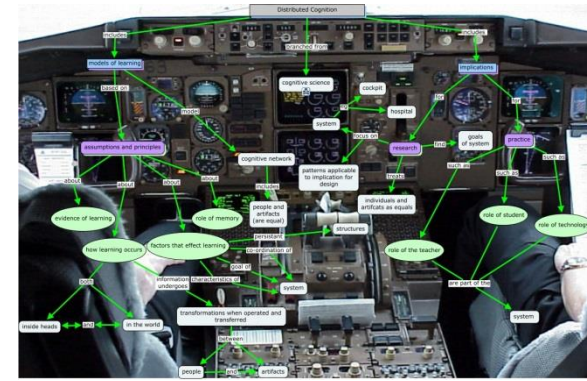 Distributed Cognition
includes
branched from
includes
models of learning
cognitive science
implications
based on
model
cockpit
hospital
system
for
for
focus on
assumptions and principles
cognitive network
research
find
goals
of system
practice
patterns applicable
to implication for
design
treats
such as
such as
such as
about
about
about
about
includes
individuals and
artifcats as equals
evidence of learning
role of memory
people and
artifacts
(are equal)
role of student
role of technology
how learning occurs
factors that effect learning
persistant
structures
co-ordination of
role of the teacher
both
information
undergoes
characteristics of
goal of
system
are part of the
inside heads
and
in the world
transformations when operated and
transferred
system
between
people
and
artifacts